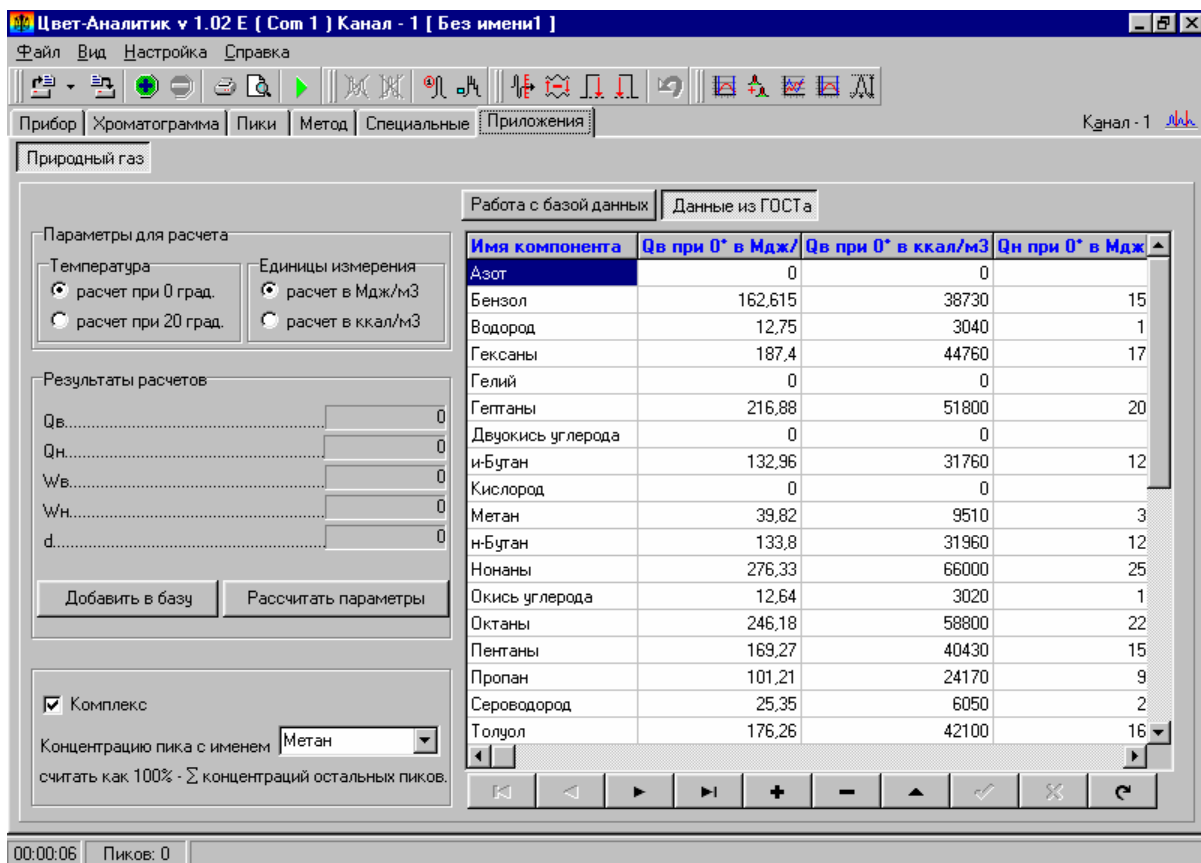 Цвет-Аналитик v 1.02 E ( Com 1 ) Канал - 1 [ Без имени1 ]
Файл Вид Настройка Справка
Прибор Хроматограмма Пики Метод Специальные Приложения Канал - 1
Природный газ
Работа с базой данных Данные из ГОСТа
Параметры для расчета
Температура Единицы измерения
расчет при 0 град. расчет в Мдж/м3
расчет при 20 град. расчет в ккал/м3
Результаты расчетов
Qв 0
Qн 0
Wв 0
Wн 0
d 0
Добавить в базу Рассчитать параметры
Комплекс
Концентрацию пика с именем Метан
считать как 100% - Σ концентраций остальных пиков.
Имя компонента Qв при 0* в Мдж/ Qв при 0* в ккал/м3 Qн при 0* в Мдж
Азот 0 0
Бензол 162,615 38730 15
Водород 12,75 3040 1
Гексаны 187,4 44760 17
Гелий 0 0
Гептаны 216,88 51800 20
Двуокись углерода 0 0
и-Бутан 132,96 31760 12
Кислород 0 0
Метан 39,82 9510 3
н-Бутан 133,8 31960 12
Нонаны 276,33 66000 25
Окись углерода 12,64 3020 1
Октаны 246,18 58800 22
Пентаны 169,27 40430 15
Пропан 101,21 24170 9
Сероводород 25,35 6050 2
Толуол 176,26 42100 16
00:00:06 Пиков: 0